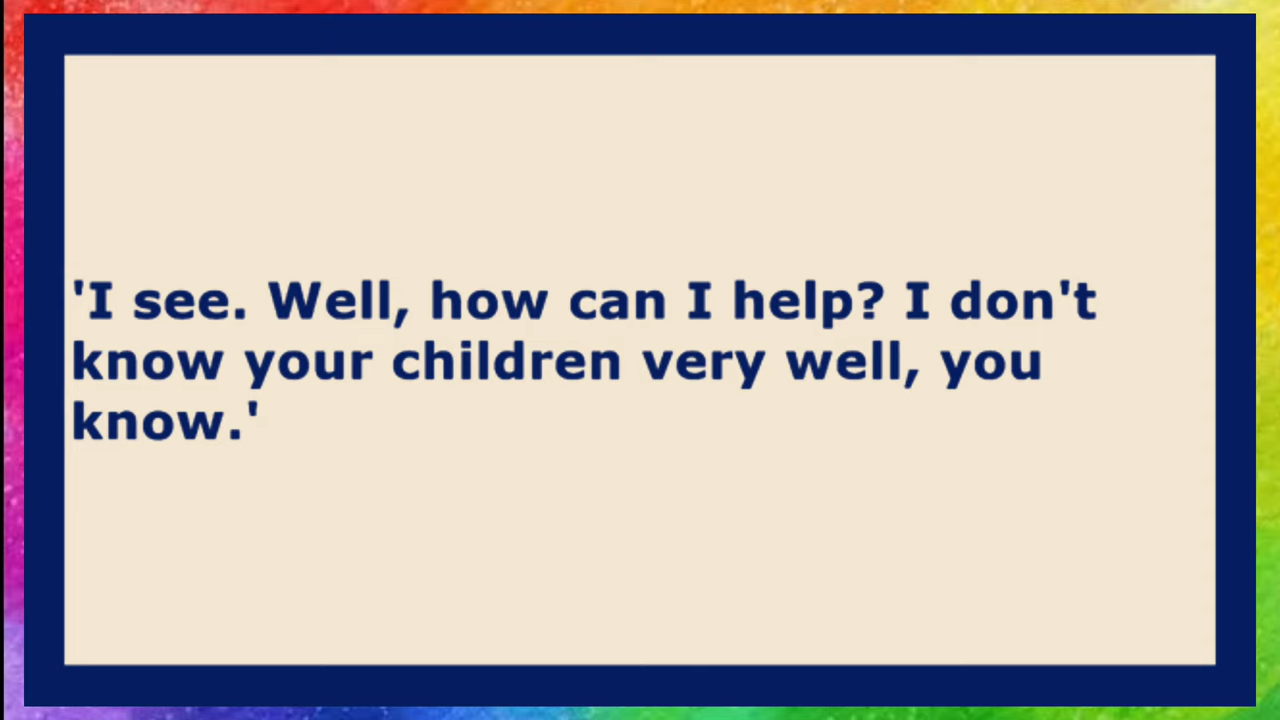 'I see. Well, how can I help? I don't
know your children very well, you
know.'